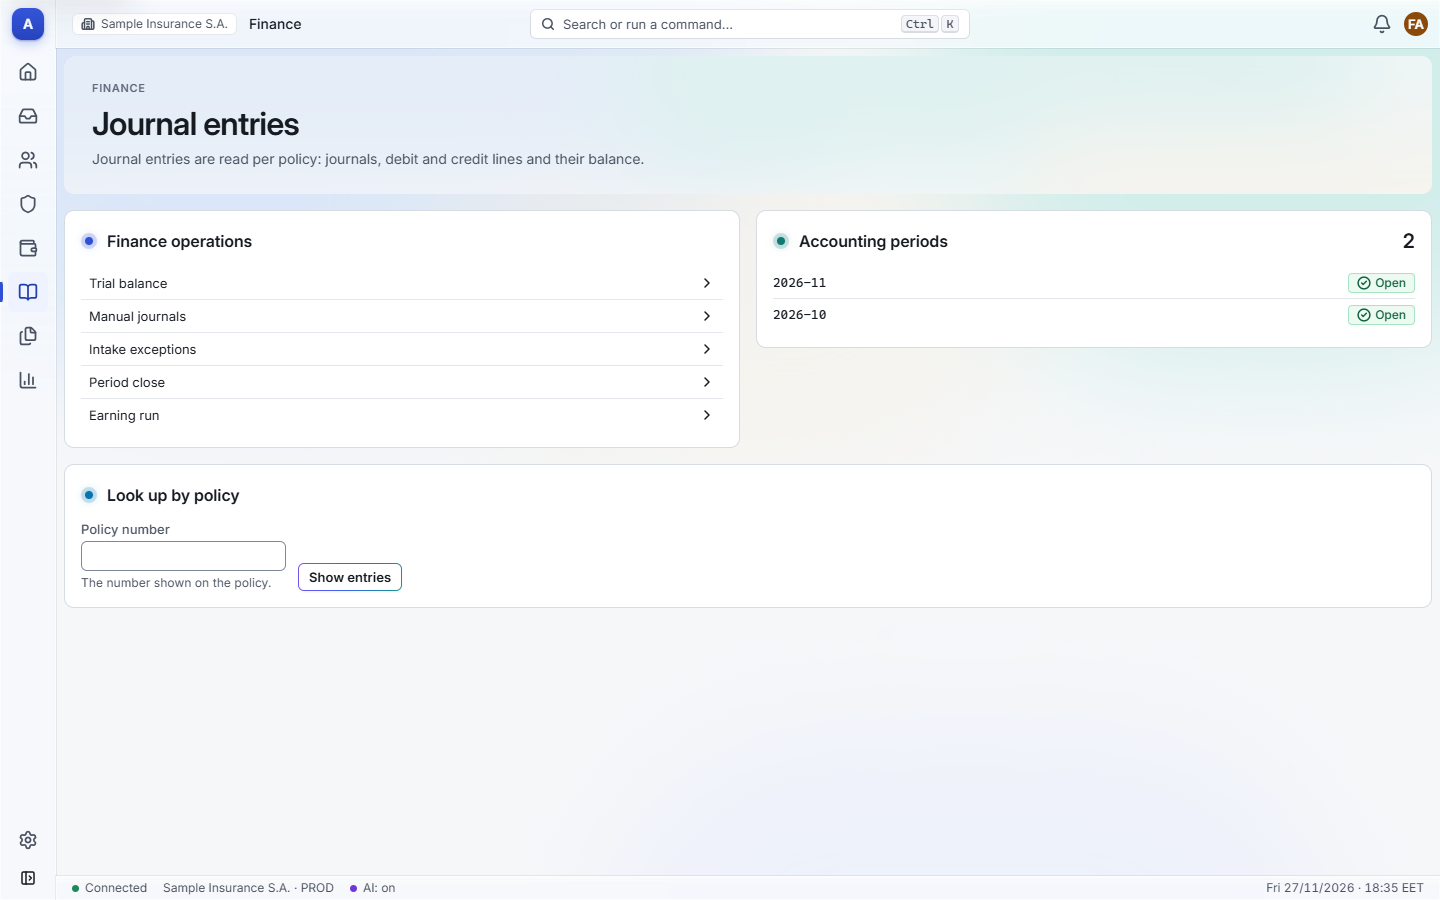 A
Sample Insurance S.A.
Finance
Search or run a command...
Ctrl K
FA
FINANCE
Journal entries
Journal entries are read per policy: journals, debit and credit lines and their balance.
Finance operations
Trial balance
Manual journals
Intake exceptions
Period close
Earning run
Accounting periods
2
2026-11
Open
2026-10
Open
Look up by policy
Policy number
The number shown on the policy.
Show entries
Connected
Sample Insurance S.A. · PROD
AI: on
Fri 27/11/2026 · 18:35 EET